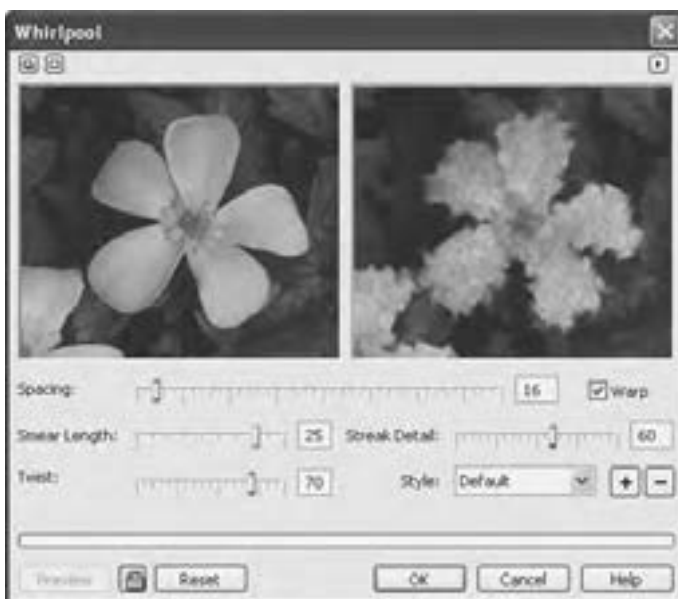 Whirlpool
Spacing: 16 Warp
Smear Length: 25 Streak Detail: 60
Twist: 70 Style: Default + -
Preview Reset OK Cancel Help